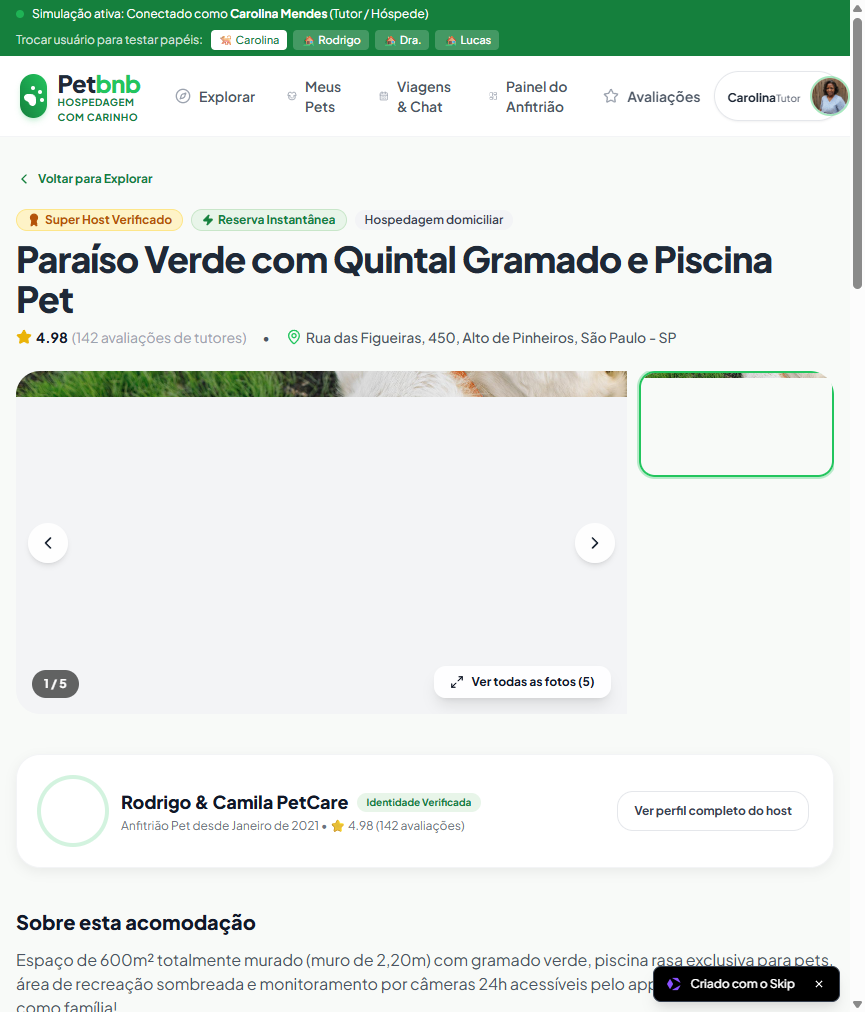 Simulação ativa: Conectado como Carolina Mendes (Tutor / Hóspede)
Trocar usuário para testar papéis: Carolina Rodrigo Dra. Lucas
Petbnb
HOSPEDAGEM
COM CARINHO
Explorar
Meus
Pets
Viagens
& Chat
Painel do
Anfitrião
Avaliações
CarolinaTutor
Voltar para Explorar
Super Host Verificado
Reserva Instantânea
Hospedagem domiciliar
Paraíso Verde com Quintal Gramado e Piscina
Pet
4.98 (142 avaliações de tutores) • Rua das Figueiras, 450, Alto de Pinheiros, São Paulo - SP
1 / 5
Ver todas as fotos (5)
Rodrigo & Camila PetCare Identidade Verificada
Anfitrião Pet desde Janeiro de 2021 • 4.98 (142 avaliações)
Ver perfil completo do host
Sobre esta acomodação
Espaço de 600m² totalmente murado (muro de 2,20m) com gramado verde, piscina rasa exclusiva para pets,
área de recreação sombreada e monitoramento por câmeras 24h acessíveis pelo app
como família!
Criado com o Skip